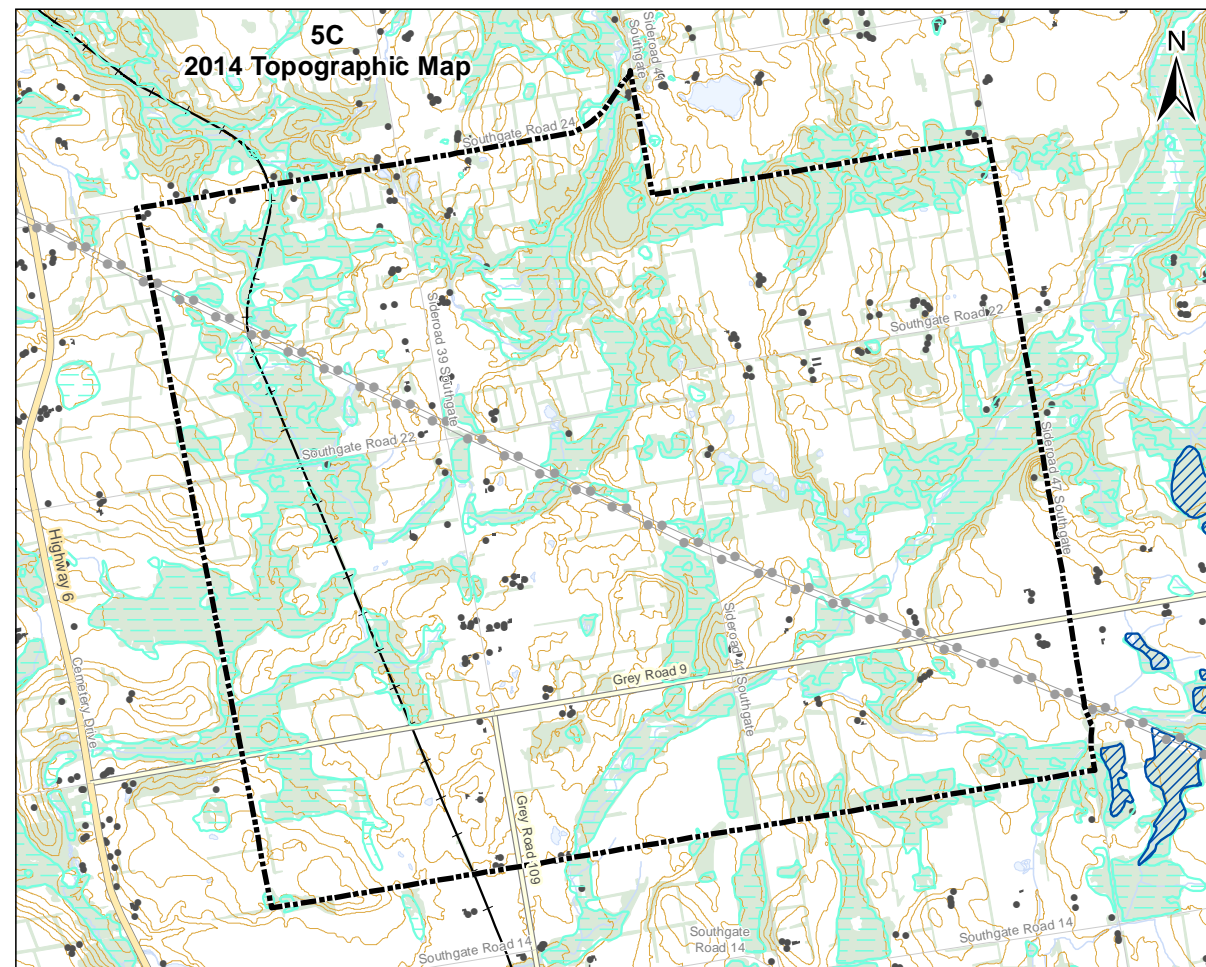 5C
2014 Topographic Map
N
Sideroad 41
Southgate
Southgate Road 24
Sideroad 39 Southgate
Southgate Road 22
Southgate Road 22
Sideroad 47 Southgate
Highway 6
Cemetery Drive
Sideroad 41 Southgate
Grey Road 9
Grey Road 109
Southgate
Road 14
Southgate Road 14
Southgate Road 14